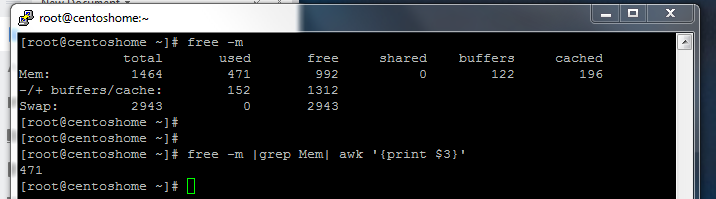 New Document
root@centoshome:~
[root@centoshome ~]# free -m
total used free shared buffers cached
Mem: 1464 471 992 0 122 196
-/+ buffers/cache: 152 1312
Swap: 2943 0 2943
[root@centoshome ~]#
[root@centoshome ~]#
[root@centoshome ~]# free -m |grep Mem| awk '{print $3}'
471
[root@centoshome ~]#